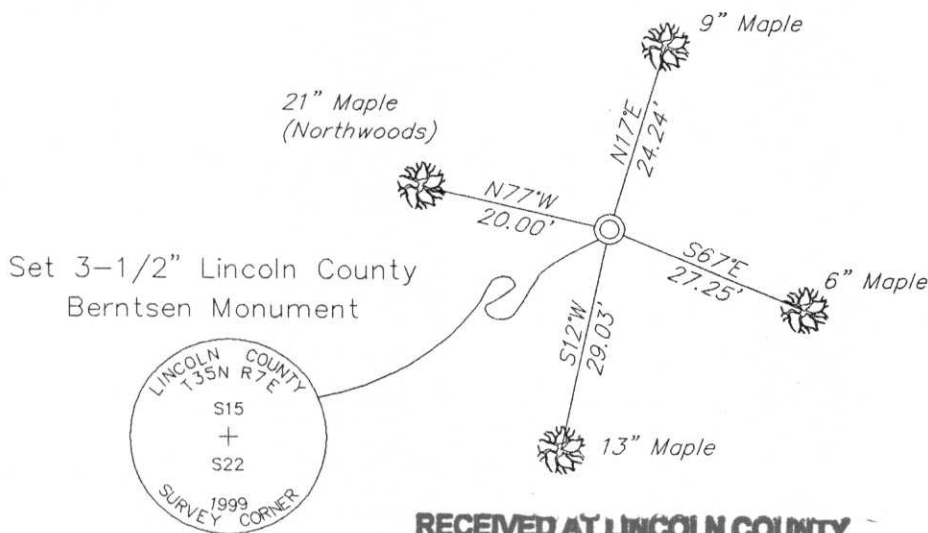 9" Maple
21" Maple
(Northwoods)
N17°E
24.24'
N77°W
20.00'
S67°E
27.25'
6" Maple
Set 3-1/2" Lincoln County
Berntsen Monument
S12°W
29.03'
13" Maple
LINCOLN COUNTY
T35N R7E
S15
S22
1999
SURVEY CORNER
RECEIVED AT LINCOLN COUNTY